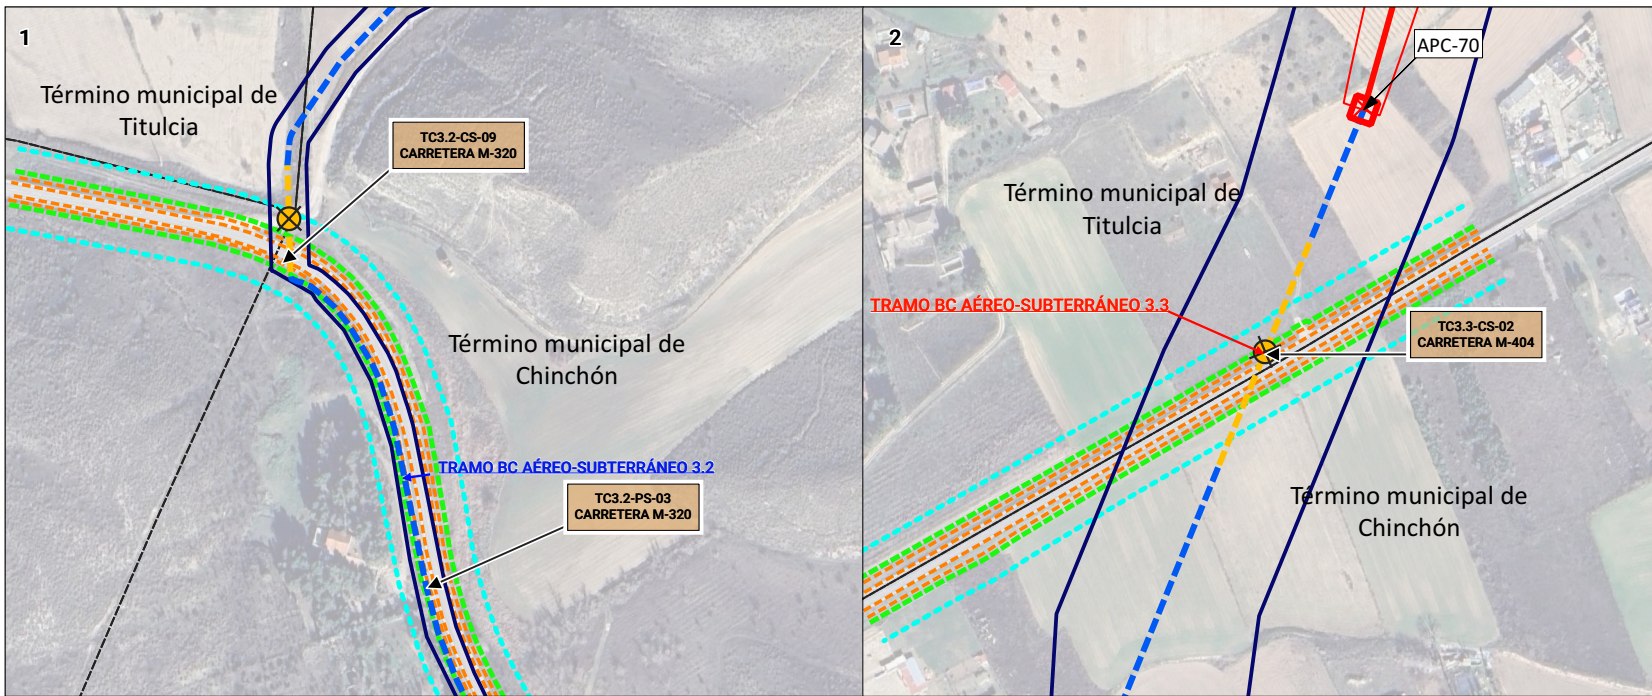 1
Término municipal de
Titulcia
TC3.2-CS-09
CARRETERA M-320
Término municipal de
Chinchón
TRAMO BC AÉREO-SUBTERRÁNEO 3.2
TC3.2-PS-03
CARRETERA M-320
2
APC-70
Término municipal de
Titulcia
TRAMO BC AÉREO-SUBTERRÁNEO 3.3
TC3.3-CS-02
CARRETERA M-404
Término municipal de
Chinchón